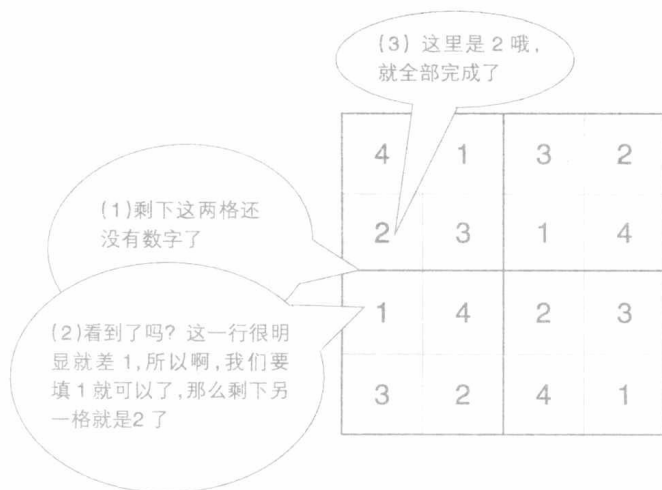 (3) 这里是 2 哦,
就全部完成了
(1)剩下这两格还
没有数字了
(2)看到了吗? 这一行很明
显就差 1,所以啊,我们要
填 1 就可以了,那么剩下另
一格就是2 了
4 1 3 2
2 3 1 4
1 4 2 3
3 2 4 1